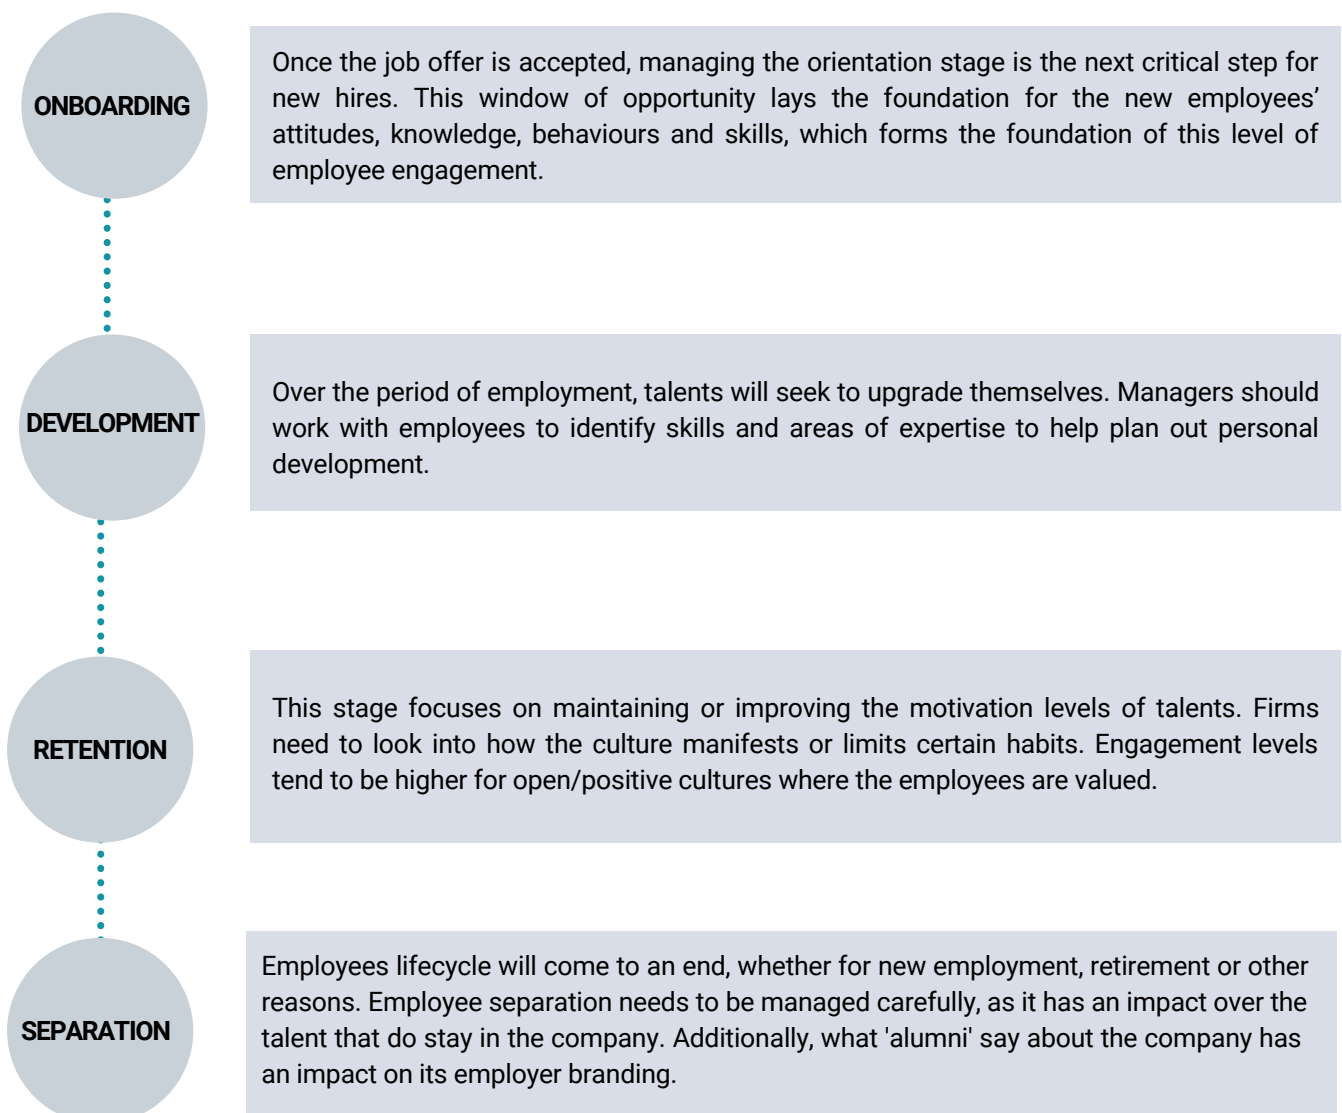 ONBOARDING
Once the job offer is accepted, managing the orientation stage is the next critical step for
new hires. This window of opportunity lays the foundation for the new employees’
attitudes, knowledge, behaviours and skills, which forms the foundation of this level of
employee engagement.
DEVELOPMENT
Over the period of employment, talents will seek to upgrade themselves. Managers should
work with employees to identify skills and areas of expertise to help plan out personal
development.
RETENTION
This stage focuses on maintaining or improving the motivation levels of talents. Firms
need to look into how the culture manifests or limits certain habits. Engagement levels
tend to be higher for open/positive cultures where the employees are valued.
SEPARATION
Employees lifecycle will come to an end, whether for new employment, retirement or other
reasons. Employee separation needs to be managed carefully, as it has an impact over the
talent that do stay in the company. Additionally, what 'alumni' say about the company has
an impact on its employer branding.